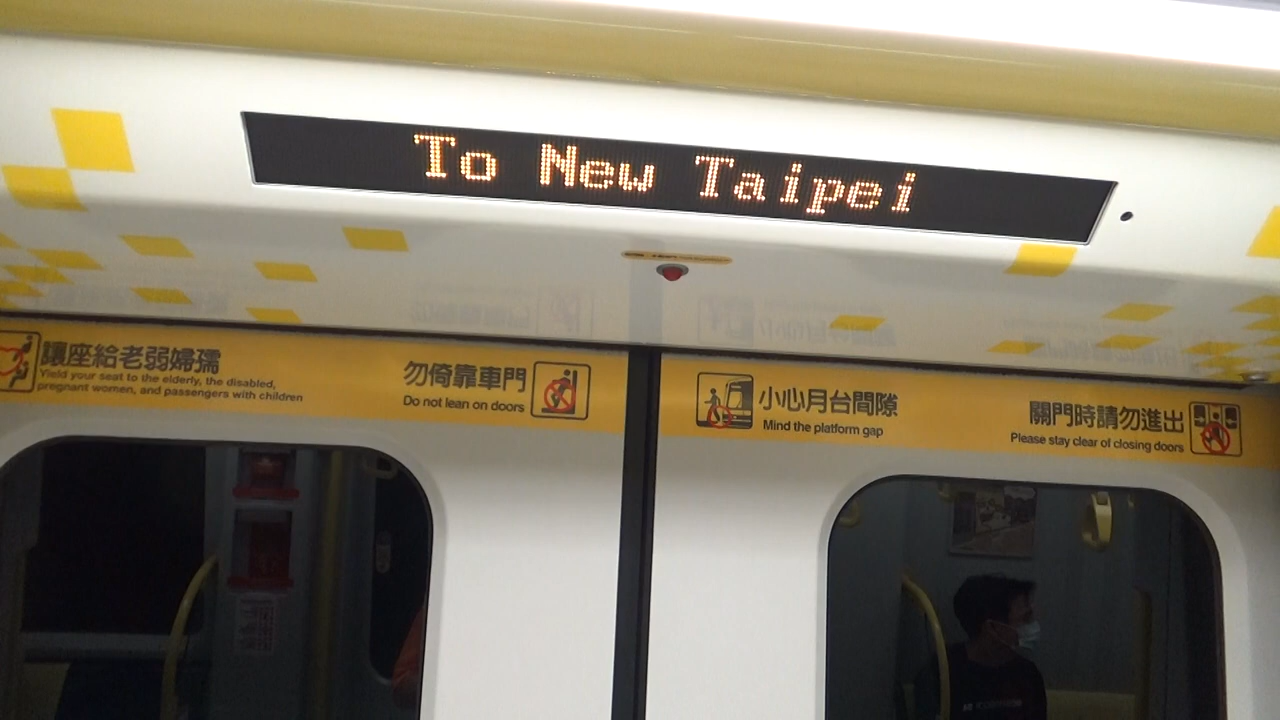 To New Taipei
讓座給老弱婦孺
Yield your seat to the elderly, the disabled,
pregnant women, and passengers with children
勿倚靠車門
Do not lean on doors
小心月台間隙
Mind the platform gap
關門時請勿進出
Please stay clear of closing doors